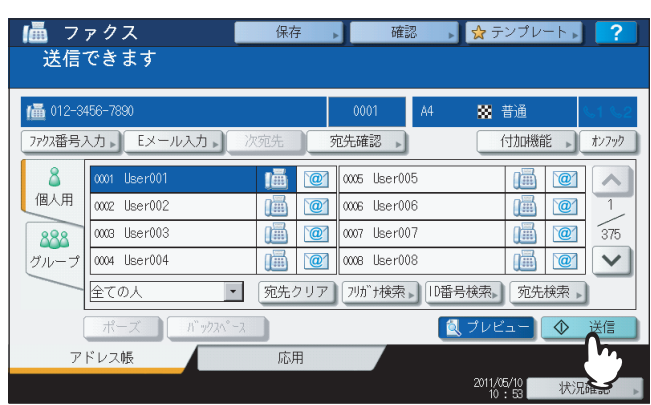 ファクス 保存 確認 テンプレート ?
送信できます
012-3456-7890 0001 A4 普通 1 2
ファクス番号入力 Eメール入力 次宛先 宛先確認 付加機能 オンフック
個人用
グループ
0001 User001 0005 User005
0002 User002 0006 User006
0003 User003 0007 User007
0004 User004 0008 User008
1
375
全ての人 宛先クリア フリガナ検索 ID番号検索 宛先検索
ポーズ バックスペース プレビュー 送信
アドレス帳 応用
2011/05/10
10:53
状況確認